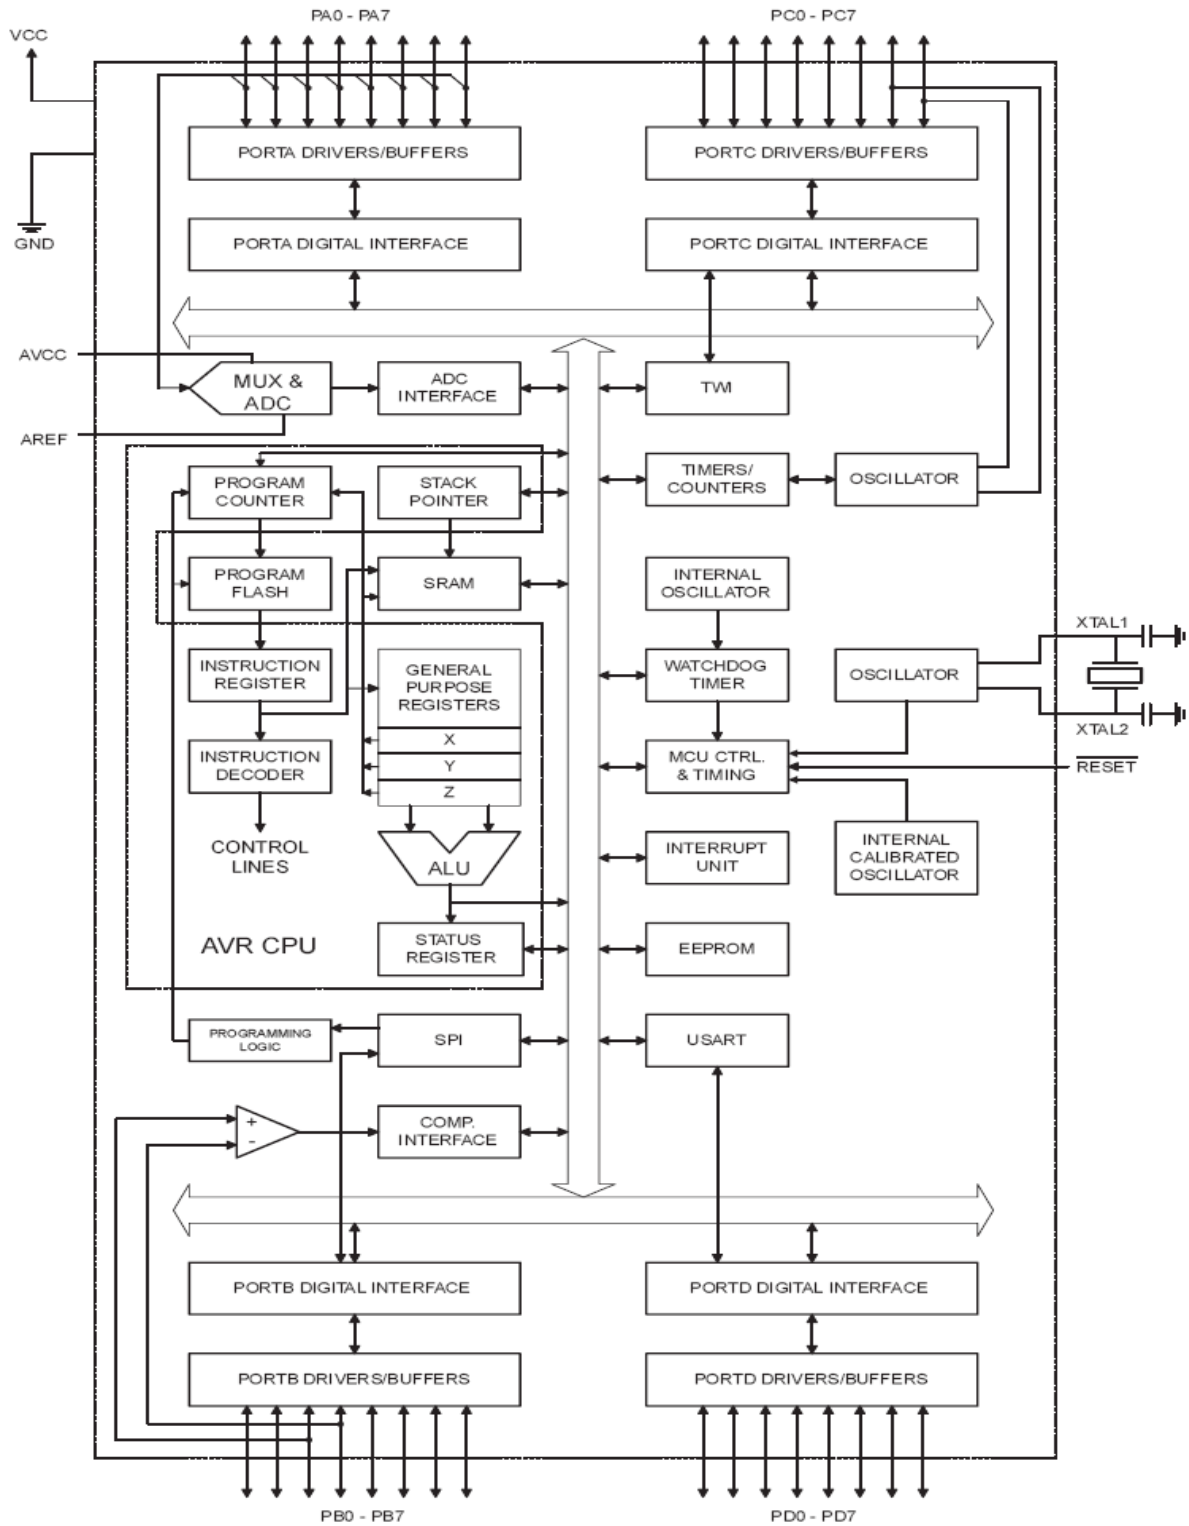 PA0 - PA7
PC0 - PC7
VCC
PORTA DRIVERS/BUFFERS
PORTC DRIVERS/BUFFERS
GND
PORTA DIGITAL INTERFACE
PORTC DIGITAL INTERFACE
AVCC
MUX &
ADC
ADC
INTERFACE
TWI
AREF
PROGRAM
COUNTER
STACK
POINTER
TIMERS/
COUNTERS
OSCILLATOR
PROGRAM
FLASH
SRAM
INTERNAL
OSCILLATOR
XTAL1
INSTRUCTION
REGISTER
GENERAL
PURPOSE
REGISTERS
WATCHDOG
TIMER
OSCILLATOR
XTAL2
X
Y
Z
INSTRUCTION
DECODER
MCU CTRL.
& TIMING
RESET
CONTROL
LINES
ALU
INTERRUPT
UNIT
INTERNAL
CALIBRATED
OSCILLATOR
AVR CPU
STATUS
REGISTER
EEPROM
PROGRAMMING
LOGIC
SPI
USART
+
-
COMP.
INTERFACE
PORTB DIGITAL INTERFACE
PORTD DIGITAL INTERFACE
PORTB DRIVERS/BUFFERS
PORTD DRIVERS/BUFFERS
PB0 - PB7
PD0 - PD7